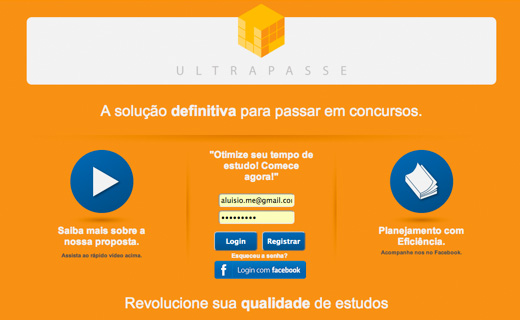 ULTRAPASSE
A solução definitiva para passar em concursos.
"Otimize seu tempo de
estudo! Comece
agora!"
aluisio.me@gmail.co
•••••••••
Login Registrar
Esqueceu a senha?
f Login com facebook
Saiba mais sobre a
nossa proposta.
Assista ao rápido vídeo acima.
Planejamento com
Eficiência.
Acompanhe nos no Facebook.
Revolucione sua qualidade de estudos